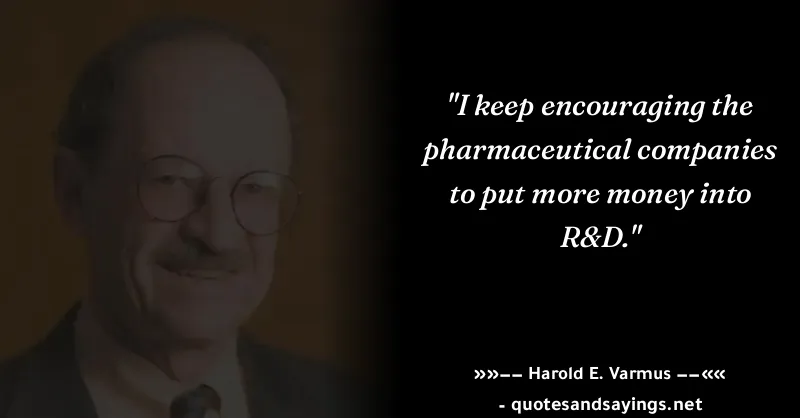 "I keep encouraging the
pharmaceutical companies
to put more money into
R&D."
»»−− Harold E. Varmus −−««
- quotesandsayings.net